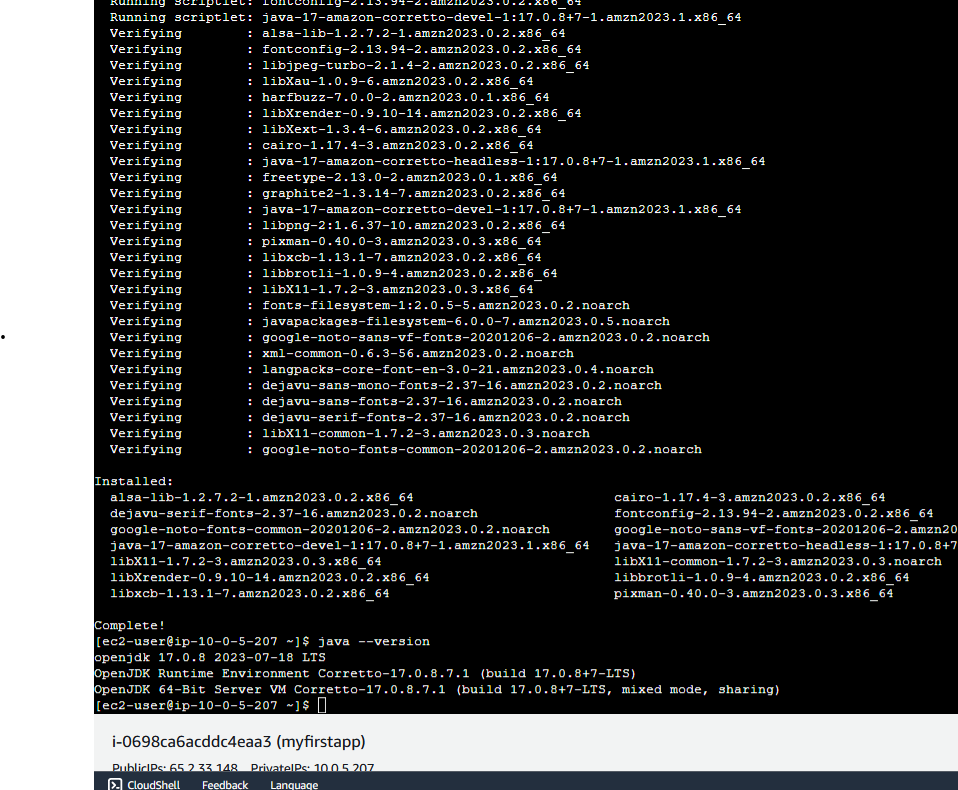 Running scriptlet: fontconfig-2.13.94-2.amzn2023.0.2.x86_64
Running scriptlet: java-17-amazon-corretto-devel-1:17.0.8+7-1.amzn2023.1.x86_64
Verifying : alsa-lib-1.2.7.2-1.amzn2023.0.2.x86_64
Verifying : fontconfig-2.13.94-2.amzn2023.0.2.x86_64
Verifying : libjpeg-turbo-2.1.4-2.amzn2023.0.2.x86_64
Verifying : libXau-1.0.9-6.amzn2023.0.2.x86_64
Verifying : harfbuzz-7.0.0-2.amzn2023.0.1.x86_64
Verifying : libXrender-0.9.10-14.amzn2023.0.2.x86_64
Verifying : libXext-1.3.4-6.amzn2023.0.2.x86_64
Verifying : cairo-1.17.4-3.amzn2023.0.2.x86_64
Verifying : java-17-amazon-corretto-headless-1:17.0.8+7-1.amzn2023.1.x86_64
Verifying : freetype-2.13.0-2.amzn2023.0.1.x86_64
Verifying : graphite2-1.3.14-7.amzn2023.0.2.x86_64
Verifying : java-17-amazon-corretto-devel-1:17.0.8+7-1.amzn2023.1.x86_64
Verifying : libpng-2:1.6.37-10.amzn2023.0.2.x86_64
Verifying : pixman-0.40.0-3.amzn2023.0.3.x86_64
Verifying : libxcb-1.13.1-7.amzn2023.0.2.x86_64
Verifying : libbrotli-1.0.9-4.amzn2023.0.2.x86_64
Verifying : libX11-1.7.2-3.amzn2023.0.3.x86_64
Verifying : fonts-filesystem-1:2.0.5-5.amzn2023.0.2.noarch
Verifying : javapackages-filesystem-6.0.0-7.amzn2023.0.5.noarch
Verifying : google-noto-sans-vf-fonts-20201206-2.amzn2023.0.2.noarch
Verifying : xml-common-0.6.3-56.amzn2023.0.2.noarch
Verifying : langpacks-core-font-en-3.0-21.amzn2023.0.4.noarch
Verifying : dejavu-sans-mono-fonts-2.37-16.amzn2023.0.2.noarch
Verifying : dejavu-sans-fonts-2.37-16.amzn2023.0.2.noarch
Verifying : dejavu-serif-fonts-2.37-16.amzn2023.0.2.noarch
Verifying : libX11-common-1.7.2-3.amzn2023.0.3.noarch
Verifying : google-noto-fonts-common-20201206-2.amzn2023.0.2.noarch
Installed:
alsa-lib-1.2.7.2-1.amzn2023.0.2.x86_64 cairo-1.17.4-3.amzn2023.0.2.x86_64
dejavu-serif-fonts-2.37-16.amzn2023.0.2.noarch fontconfig-2.13.94-2.amzn2023.0.2.x86_64
google-noto-fonts-common-20201206-2.amzn2023.0.2.noarch google-noto-sans-vf-fonts-20201206-2.amzn20
java-17-amazon-corretto-devel-1:17.0.8+7-1.amzn2023.1.x86_64 java-17-amazon-corretto-headless-1:17.0.8+7
libX11-1.7.2-3.amzn2023.0.3.x86_64 libX11-common-1.7.2-3.amzn2023.0.3.noarch
libXrender-0.9.10-14.amzn2023.0.2.x86_64 libbrotli-1.0.9-4.amzn2023.0.2.x86_64
libxcb-1.13.1-7.amzn2023.0.2.x86_64 pixman-0.40.0-3.amzn2023.0.3.x86_64
Complete!
[ec2-user@ip-10-0-5-207 ~]$ java --version
openjdk 17.0.8 2023-07-18 LTS
OpenJDK Runtime Environment Corretto-17.0.8.7.1 (build 17.0.8+7-LTS)
OpenJDK 64-Bit Server VM Corretto-17.0.8.7.1 (build 17.0.8+7-LTS, mixed mode, sharing)
[ec2-user@ip-10-0-5-207 ~]$
i-0698ca6acddc4eaa3 (myfirstapp)
PublicIPs: 65.2.33.148 PrivateIPs: 10.0.5.207
CloudShell Feedback Language